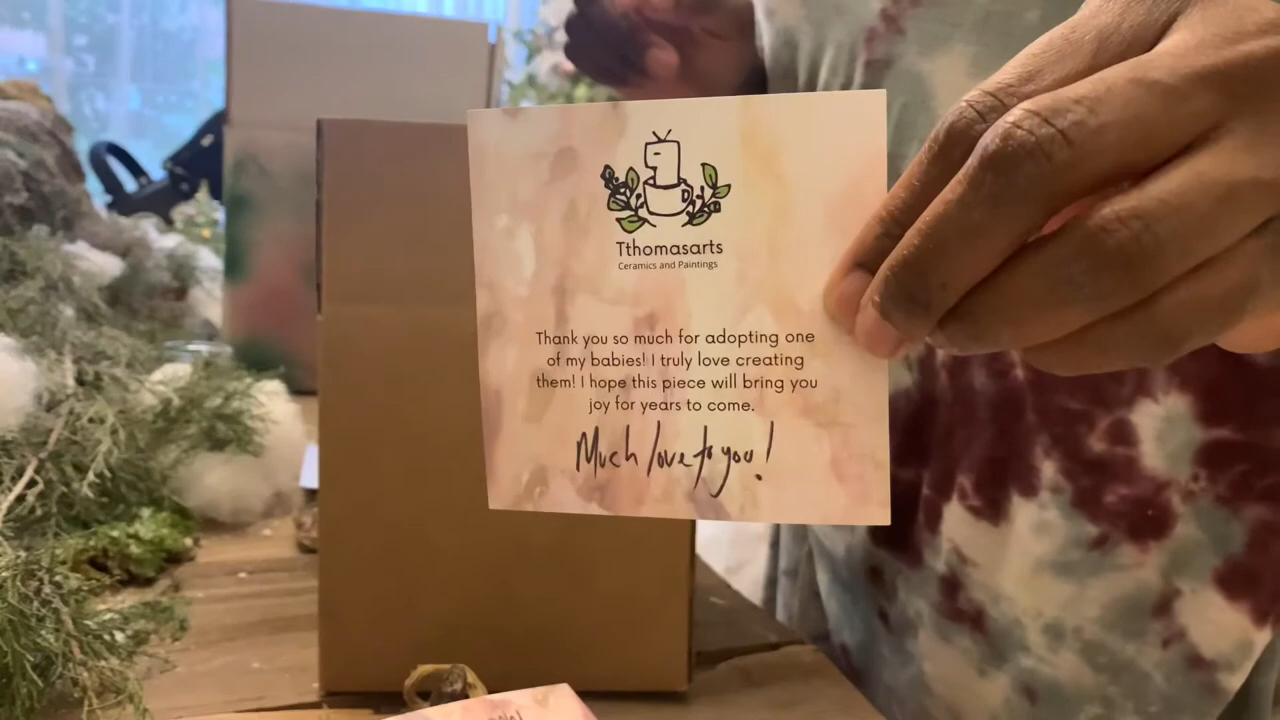 Tthomasarts
Ceramics and Paintings
Thank you so much for adopting one
of my babies! I truly love creating
them! I hope this piece will bring you
joy for years to come.
Much love to you!